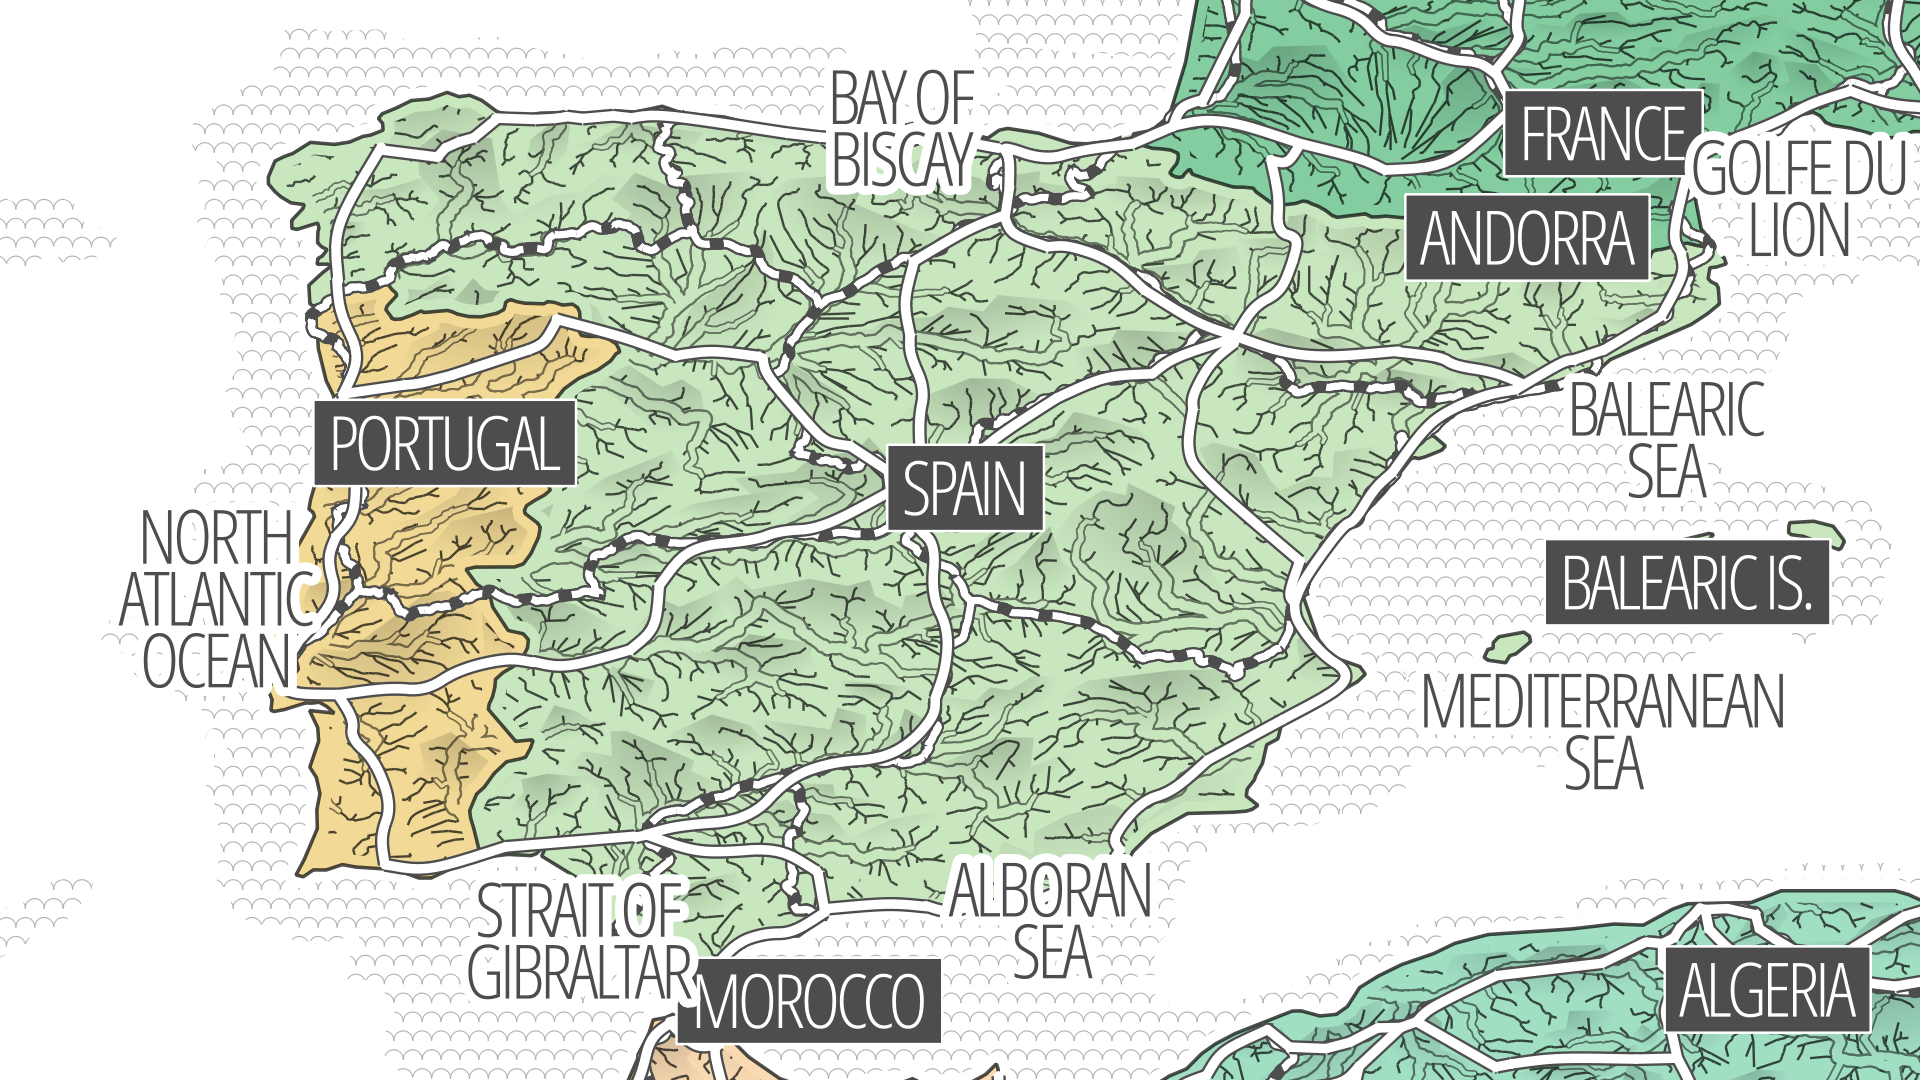 BAY OF
BISCAY
FRANCE
GOLFE DU
LION
ANDORRA
PORTUGAL
SPAIN
BALEARIC
SEA
NORTH
ATLANTIC
OCEAN
BALEARIC IS.
MEDITERRANEAN
SEA
STRAIT OF
GIBRALTAR
ALBORAN
SEA
MOROCCO
ALGERIA